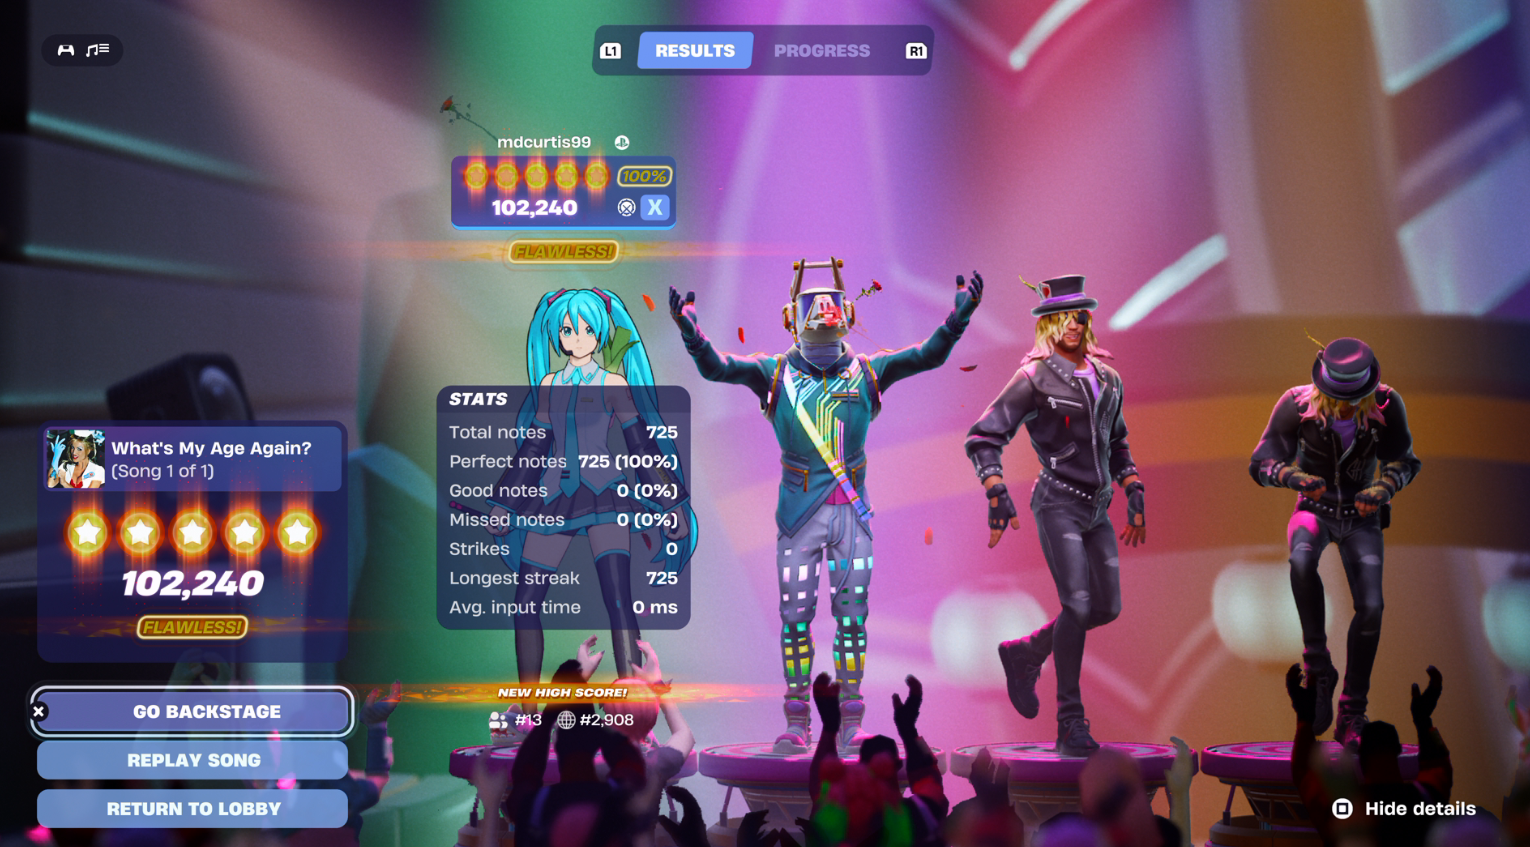 L1
RESULTS
PROGRESS
R1
mdcurtis99
100%
102,240
X
FLAWLESS!
STATS
Total notes 725
Perfect notes 725 (100%)
Good notes 0 (0%)
Missed notes 0 (0%)
Strikes 0
Longest streak 725
Avg. input time 0 ms
NEW HIGH SCORE!
#13 #2,908
What's My Age Again?
(Song 1 of 1)
102,240
FLAWLESS!
GO BACKSTAGE
REPLAY SONG
RETURN TO LOBBY
Hide details